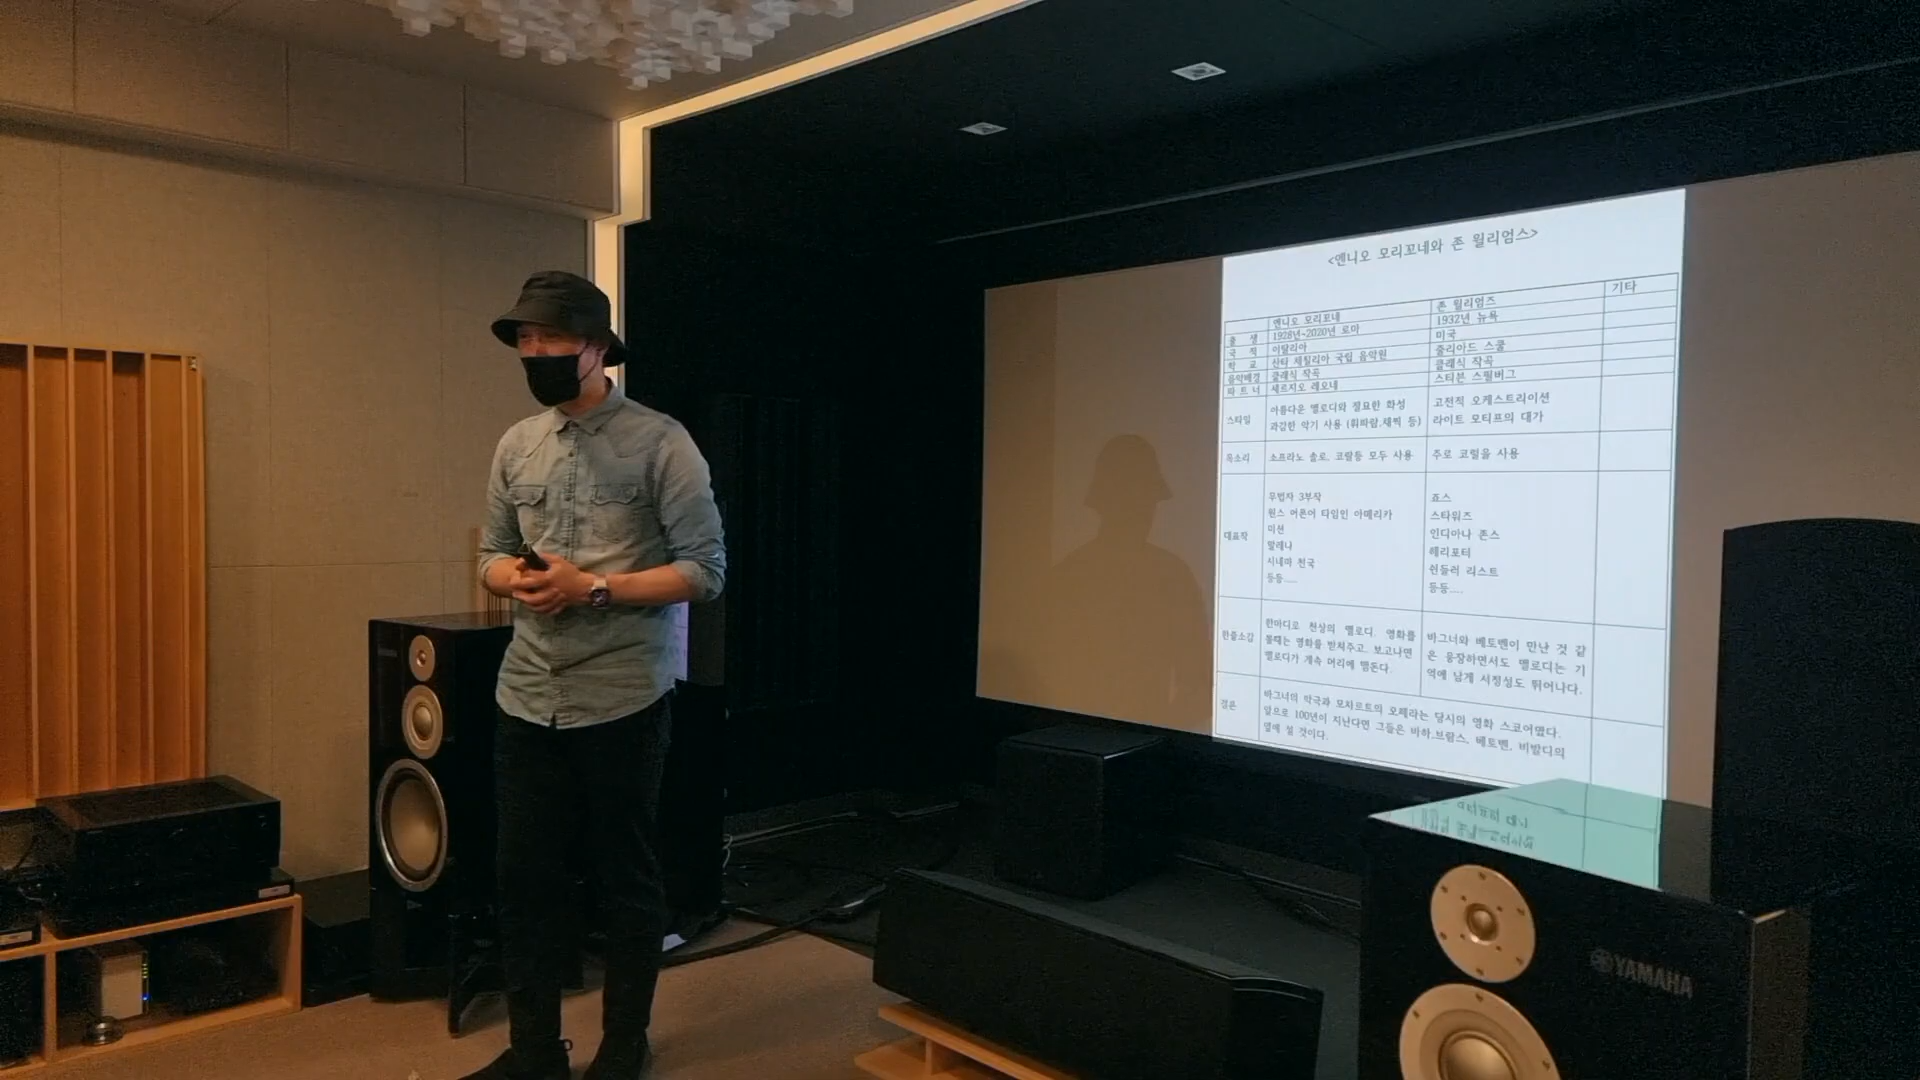 <엔니오 모리꼬네와 존 윌리엄스>
엔니오 모리꼬네 존 윌리엄즈 기타
출 생 1928년~2020년 로마 1932년 뉴욕
국 적 이탈리아 미국
학 교 산타 체칠리아 국립 음악원 줄리아드 스쿨
음악배경 클래식 작곡 클래식 작곡
파 트 너 세르지오 레오네 스티븐 스필버그
스타일
아름다운 멜로디와 절묘한 화성
과감한 악기 사용 (휘파람,채찍 등)
고전적 오케스트리이션
라이트 모티프의 대가
목소리 소프라노 솔로, 코랄등 모두 사용 주로 코럴을 사용
대표작
무법자 3부작
원스 어폰어 타임인 아메리카
미션
말레나
시네마 천국
등등.....
죠스
스타워즈
인디아나 존스
해리포터
쉰들러 리스트
등등....
한줄소감
한마디로 천상의 멜로디. 영화를
볼때는 영화를 받쳐주고, 보고나면
멜로디가 계속 머리에 맴돈다.
바그너와 베토벤이 만난 것 같
은 웅장하면서도 멜로디는 기
억에 남게 서정성도 뛰어나다.
결론
바그너의 악극과 모차르트의 오페라는 당시의 영화 스코어였다.
앞으로 100년이 지난다면 그들은 바하,브람스, 베토벤, 비발디의
옆에 설 것이다.
YAMAHA